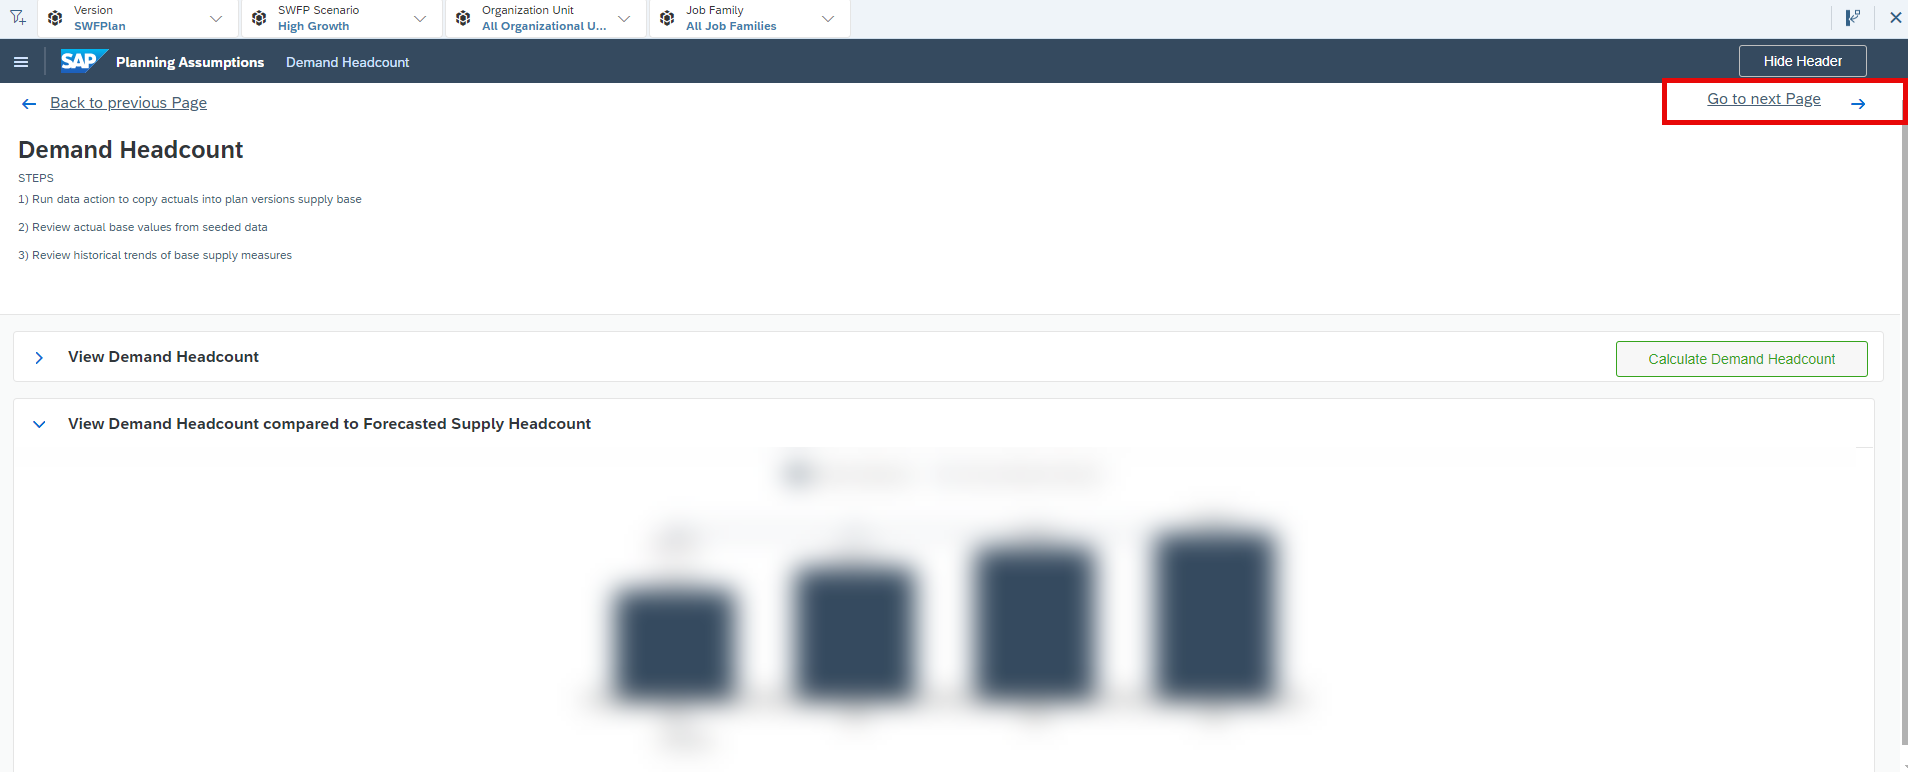 Version
SWFPlan
SWFP Scenario
High Growth
Organization Unit
All Organizational U...
Job Family
All Job Families
SAP
Planning Assumptions
Demand Headcount
Hide Header
Back to previous Page
Go to next Page
Demand Headcount
STEPS
1) Run data action to copy actuals into plan versions supply base
2) Review actual base values from seeded data
3) Review historical trends of base supply measures
View Demand Headcount
Calculate Demand Headcount
View Demand Headcount compared to Forecasted Supply Headcount